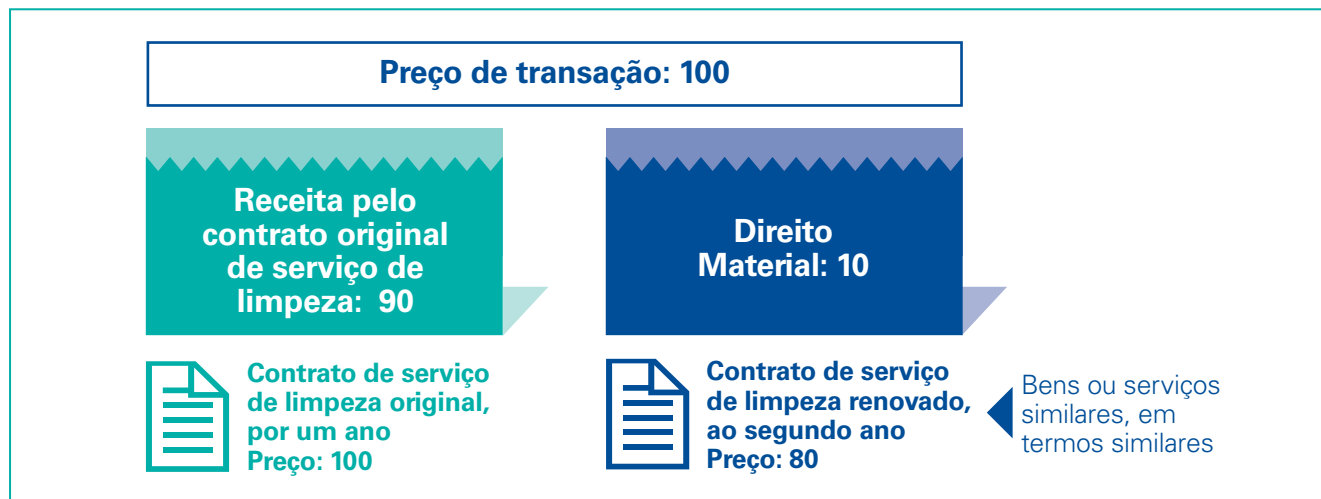 Preço de transação: 100
Receita pelo
contrato original
de serviço de
limpeza: 90
Direito
Material: 10
Contrato de serviço
de limpeza original,
por um ano
Preço: 100
Contrato de serviço
de limpeza renovado,
ao segundo ano
Preço: 80
Bens ou serviços
similares, em
termos similares